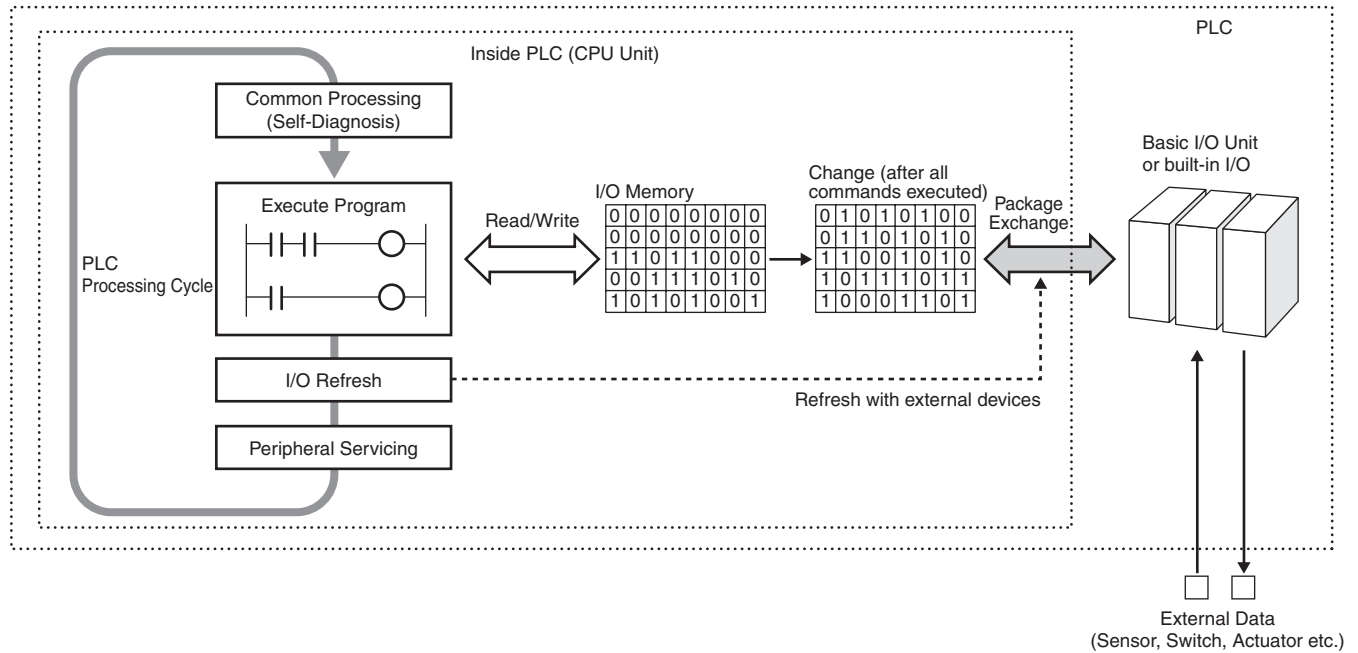 PLC
Inside PLC (CPU Unit)
Common Processing
(Self-Diagnosis)
Execute Program
PLC
Processing Cycle
I/O Refresh
Peripheral Servicing
Read/Write
I/O Memory
0 0 0 0 0 0 0 0
0 0 0 0 0 0 0 0
1 1 0 1 1 0 0 0
0 0 1 1 1 0 1 0
1 0 1 0 1 0 0 1
Change (after all
commands executed)
0 1 0 1 0 1 0 0
0 1 1 0 1 0 1 0
1 1 0 0 1 0 1 0
1 0 1 1 1 0 1 1
1 0 0 0 1 1 0 1
Package
Exchange
Refresh with external devices
Basic I/O Unit
or built-in I/O
External Data
(Sensor, Switch, Actuator etc.)